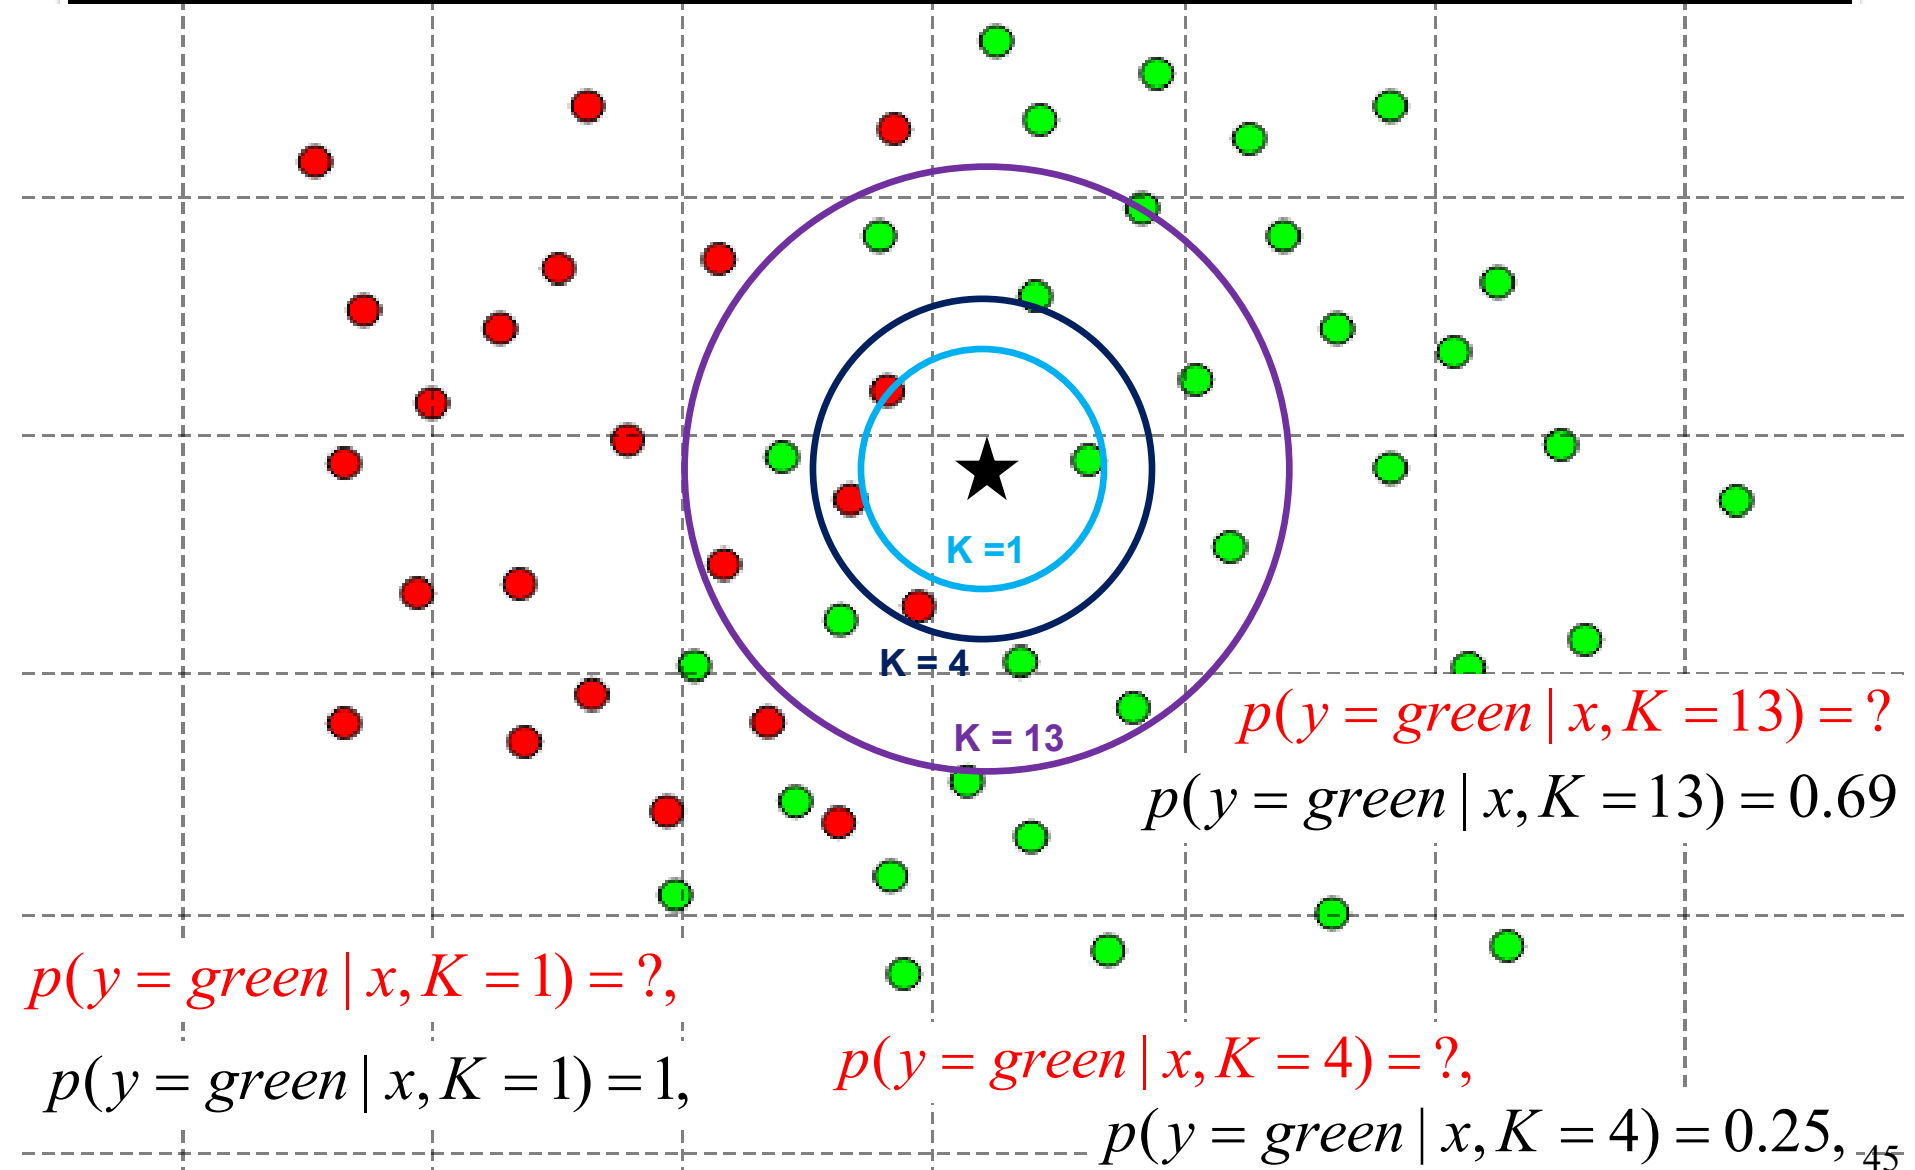 K =1
K = 4
K = 13
p(y = green | x, K = 13) = ?
p(y = green | x, K = 13) = 0.69
p(y = green | x, K = 1) = ?,
p(y = green | x, K = 1) = 1,
p(y = green | x, K = 4) = ?,
p(y = green | x, K = 4) = 0.25,
45